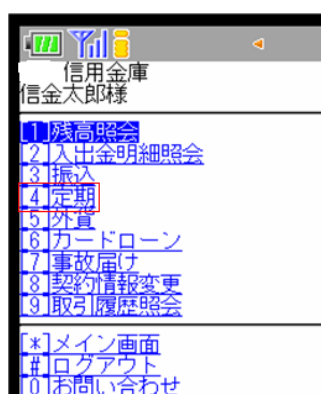 信用金庫
信金太郎様
[1]残高照会
[2]入出金明細照会
[3]振込
[4]定期
[5]外貨
[6]カードローン
[7]事故届け
[8]契約情報変更
[9]取引履歴照会
[*]メイン画面
[#]ログアウト
[0]お問い合わせ